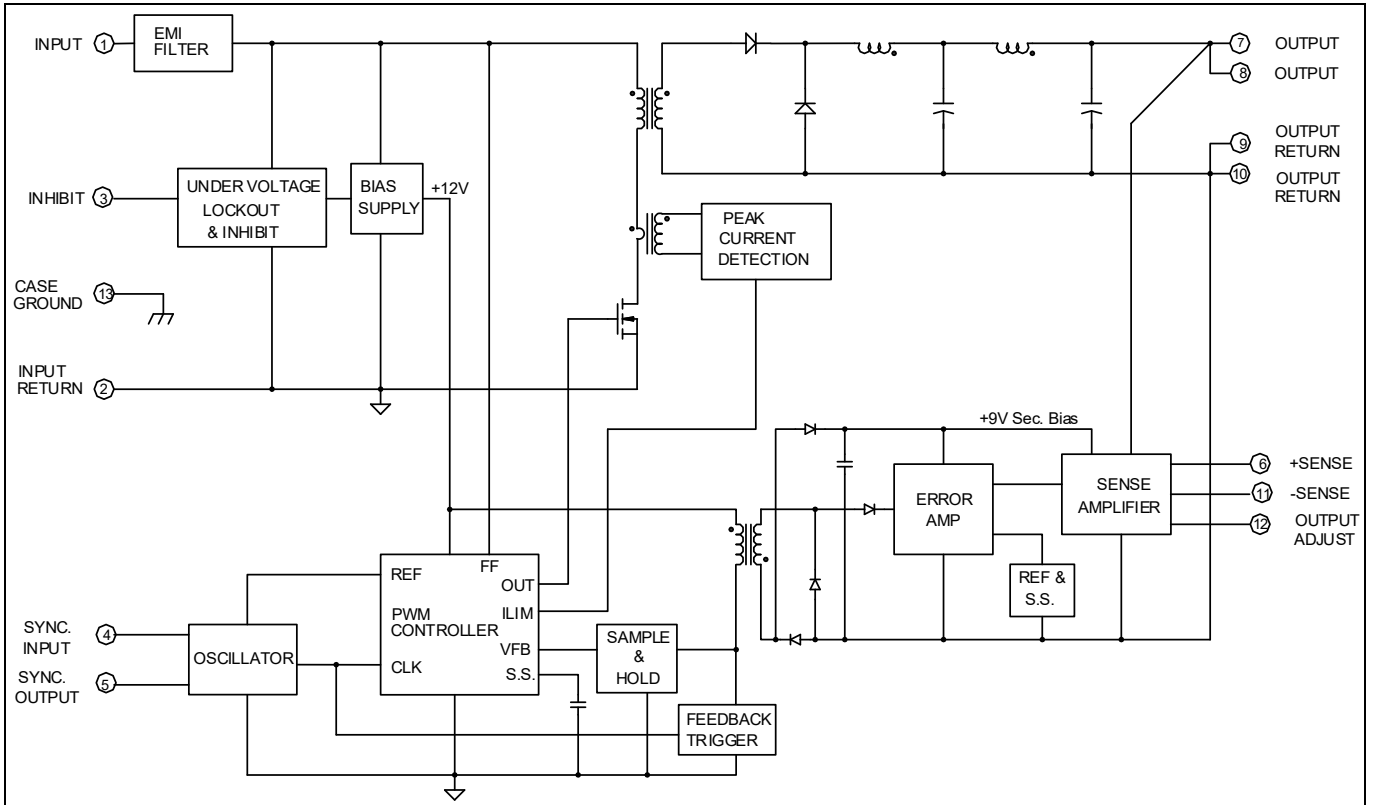 INPUT 1
EMI
FILTER
7 OUTPUT
8 OUTPUT
9 OUTPUT
RETURN
10 OUTPUT
RETURN
INHIBIT 3
UNDER VOLTAGE
LOCKOUT
& INHIBIT
BIAS
SUPPLY
+12V
PEAK
CURRENT
DETECTION
CASE
GROUND 13
INPUT
RETURN 2
+9V Sec. Bias
ERROR
AMP
SENSE
AMPLIFIER
6 +SENSE
11 -SENSE
12 OUTPUT
ADJUST
REF &
S.S.
REF
FF
OUT
PWM
CONTROLLER
ILIM
VFB
CLK
S.S.
SYNC.
INPUT 4
SYNC.
OUTPUT 5
OSCILLATOR
SAMPLE
&
HOLD
FEEDBACK
TRIGGER